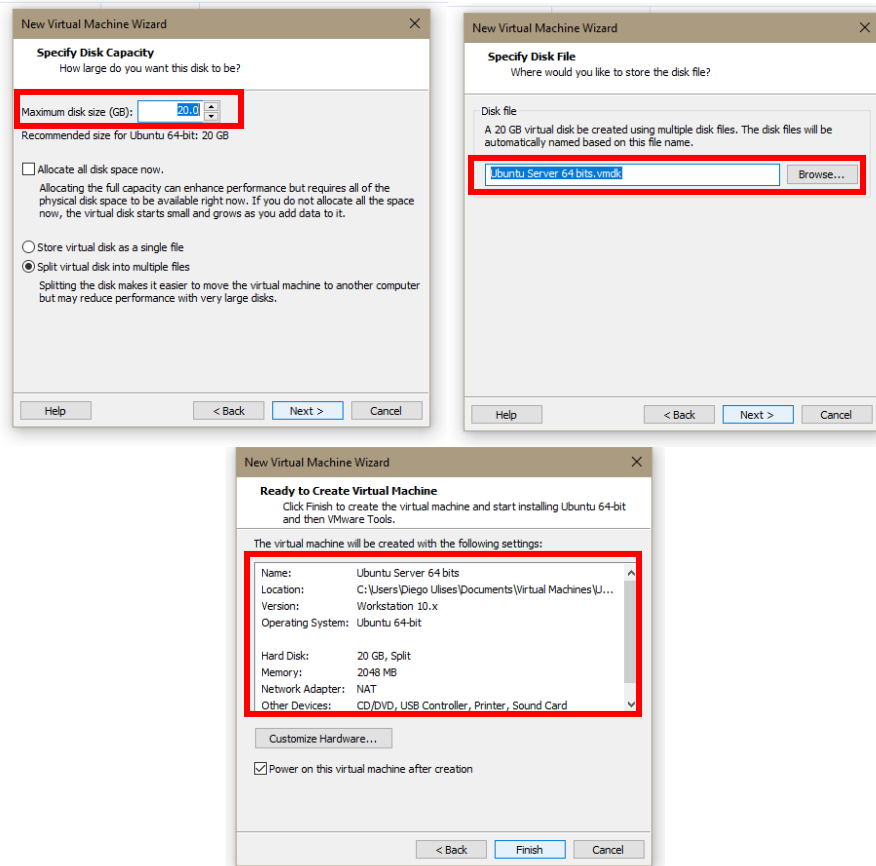 New Virtual Machine Wizard
Specify Disk Capacity
How large do you want this disk to be?
Maximum disk size (GB): 20.0
Recommended size for Ubuntu 64-bit: 20 GB
Allocate all disk space now.
Allocating the full capacity can enhance performance but requires all of the
physical disk space to be available right now. If you do not allocate all the space
now, the virtual disk starts small and grows as you add data to it.
Store virtual disk as a single file
Split virtual disk into multiple files
Splitting the disk makes it easier to move the virtual machine to another computer
but may reduce performance with very large disks.
Help < Back Next > Cancel
New Virtual Machine Wizard
Specify Disk File
Where would you like to store the disk file?
Disk file
A 20 GB virtual disk be created using multiple disk files. The disk files will be
automatically named based on this file name.
Ubuntu Server 64 bits.vmdk Browse...
Help < Back Next > Cancel
New Virtual Machine Wizard
Ready to Create Virtual Machine
Click Finish to create the virtual machine and start installing Ubuntu 64-bit
and then VMware Tools.
The virtual machine will be created with the following settings:
Name: Ubuntu Server 64 bits
Location: C:\Users\Diego Ulises\Documents\Virtual Machines\U...
Version: Workstation 10.x
Operating System: Ubuntu 64-bit
Hard Disk: 20 GB, Split
Memory: 2048 MB
Network Adapter: NAT
Other Devices: CD/DVD, USB Controller, Printer, Sound Card
Customize Hardware...
Power on this virtual machine after creation
< Back Finish Cancel